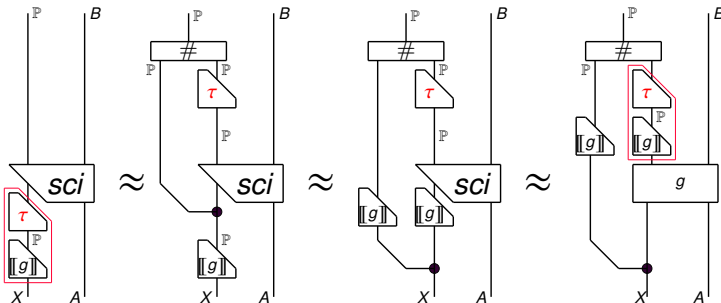 ℙ B ℙ B ℙ B ℙ B
// // //
ℙ ℙ ℙ ℙ
τ τ τ
ℙ ℙ ℙ
⟦g⟧ ⟦g⟧
sci ≈ sci ≈ sci ≈ g
τ ⟦g⟧ ⟦g⟧
ℙ ℙ
⟦g⟧ ⟦g⟧
X A X A X A X A